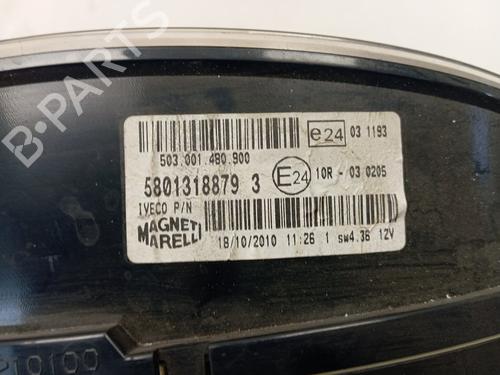 B-PARTS
503.001.480.900
e24 03 1193
5801318879 3
E24 10R - 03 0205
IVECO P/N
MAGNETI MARELLI
18/10/2010 11:26 1 sw4.36 12V